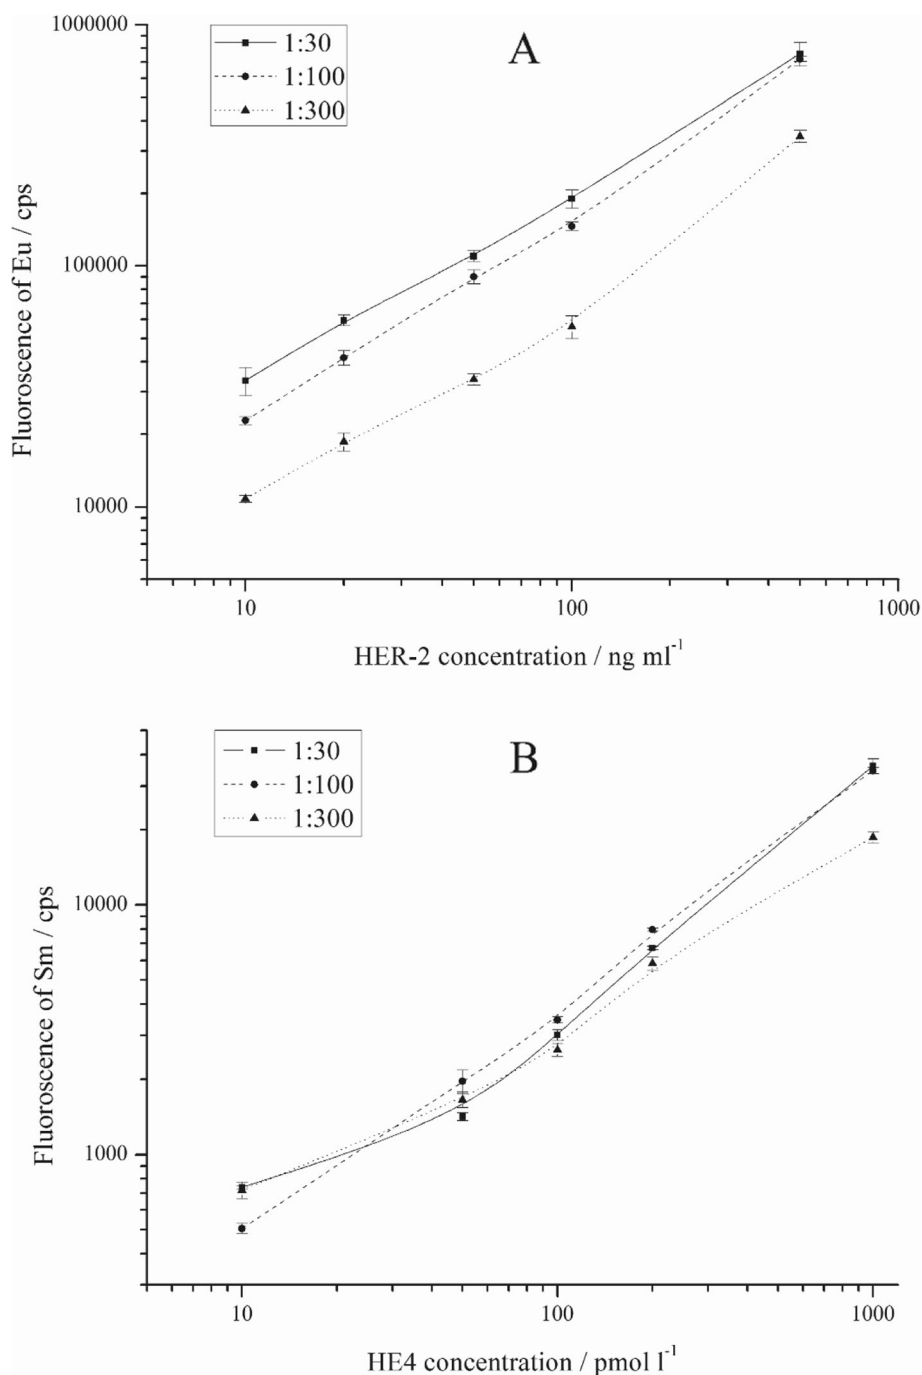 A
1:30
1:100
1:300
1000000
100000
10000
Fluoroscence of Eu / cps
10
100
1000
HER-2 concentration / ng ml⁻¹
B
1:30
1:100
1:300
10000
1000
Fluoroscence of Sm / cps
10
100
1000
HE4 concentration / pmol l⁻¹